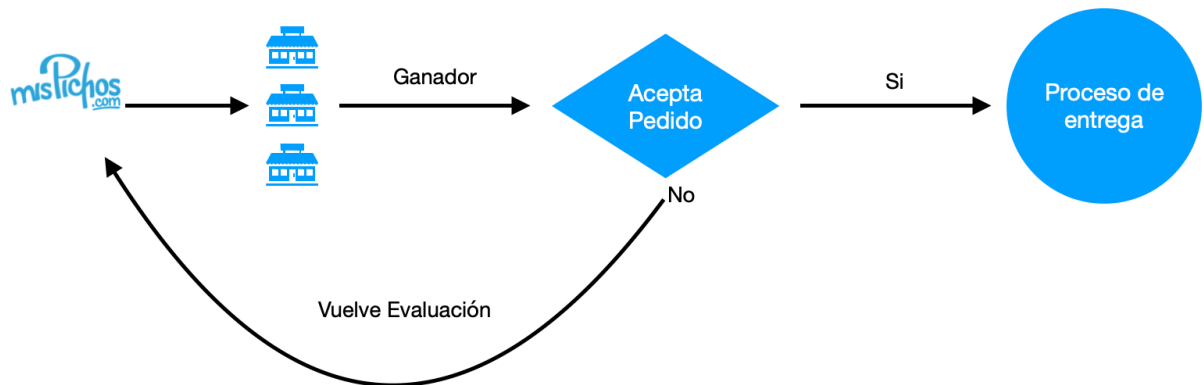 misPichos
.com
Ganador
Acepta
Pedido
Si
Proceso de
entrega
No
Vuelve Evaluación